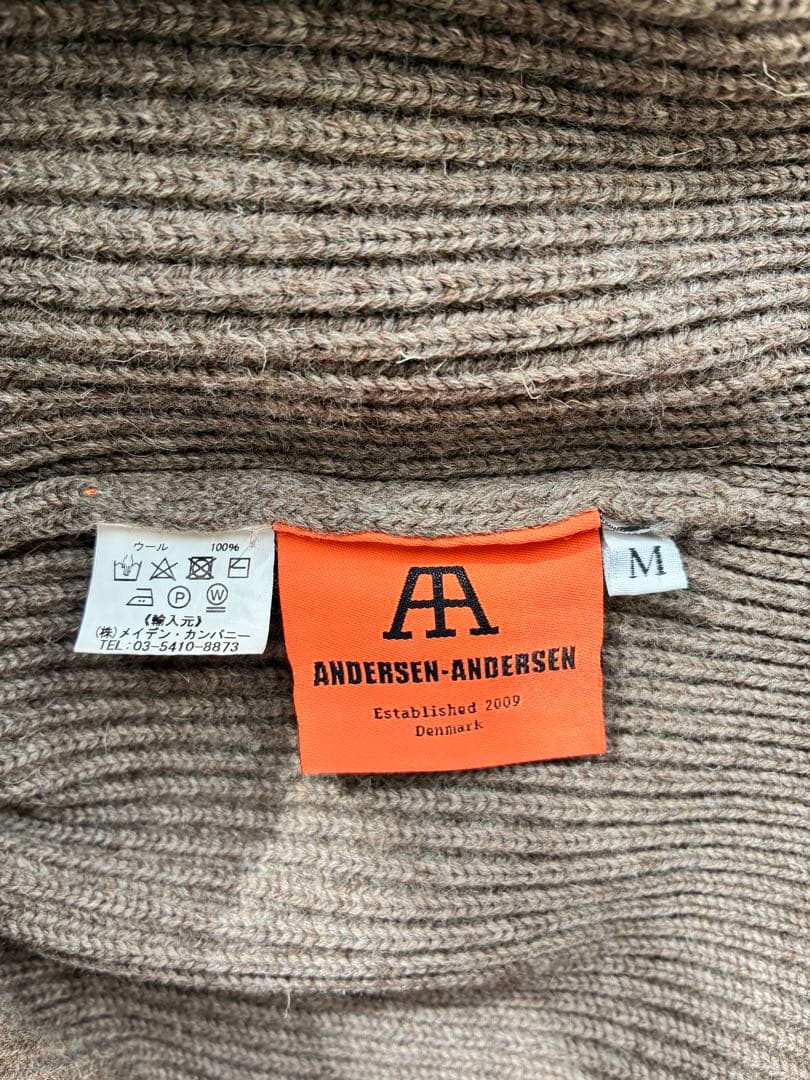 ウール 100%
P W
《輸入元》
(株)メイデン・カンパニー
TEL:03-5410-8873
AA
ANDERSEN-ANDERSEN
Established 2009
Denmark
M